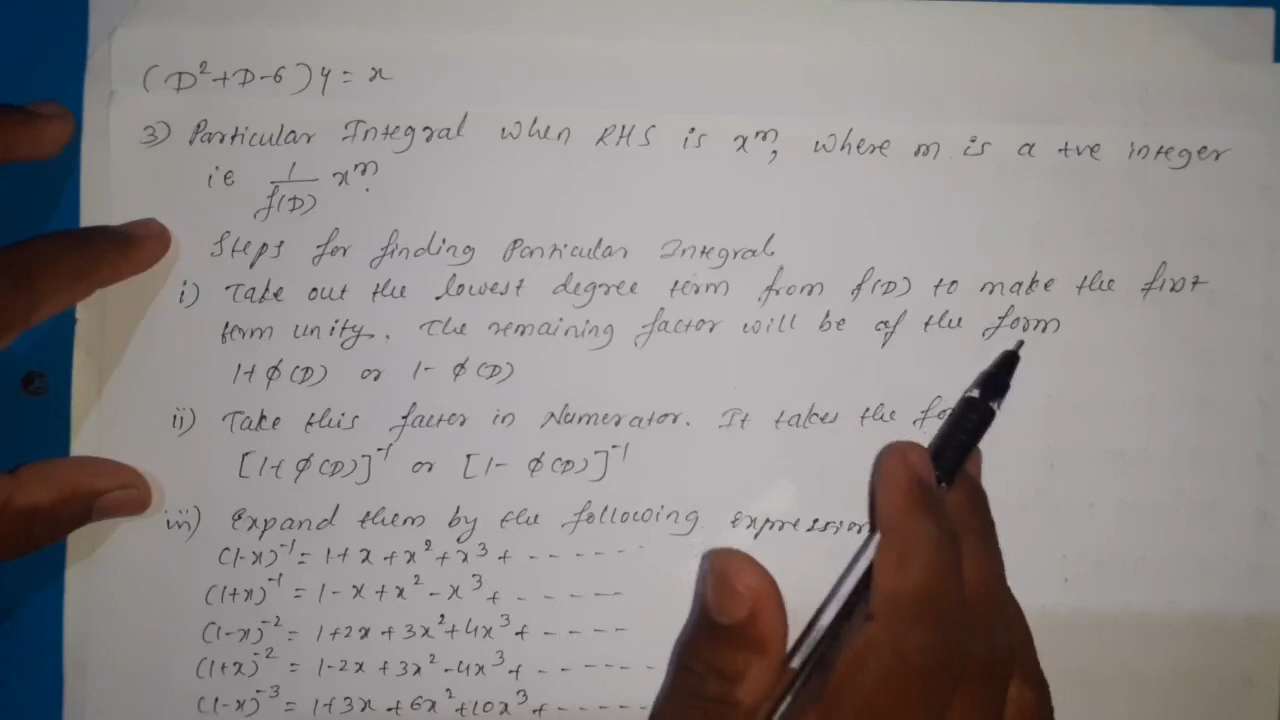 (D²+D-6)y = x
3) Particular Integral when RHS is xᵐ, where m is a +ve integer
ie 1/f(D) xᵐ.
Steps for finding Particular Integral
i) Take out the lowest degree term from f(D) to make the first
term unity. The remaining factor will be of the form
1+ϕ(D) or 1-ϕ(D)
ii) Take this factor in Numerator. It takes the fo
[1+ϕ(D)]⁻¹ or [1-ϕ(D)]⁻¹
iii) Expand them by the following expression
(1-x)⁻¹ = 1+x+x²+x³+ ------
(1+x)⁻¹ = 1-x+x²-x³+ ------
(1-x)⁻² = 1+2x+3x²+4x³+ ----
(1+x)⁻² = 1-2x+3x²-4x³+ ------
(1-x)⁻³ = 1+3x+6x²+10x³+ -----